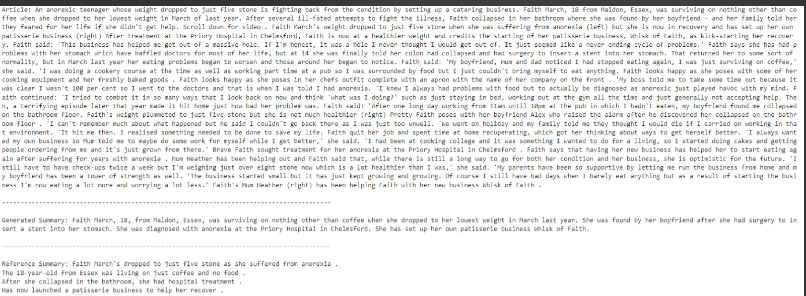 Article: An anorexic teenager whose weight dropped to just five stone is fighting back from the condition by setting up a catering business. Faith March, 18 from Maldon, Essex, was surviving on nothing other than co
ffee when she dropped to her lowest weight in March of last year. After several ill-fated attempts to fight the illness, Faith collapsed in her bathroom where she was found by her boyfriend - and her family told her
they feared for her life if she didn't get help. Scroll down for video . Faith March's weight dropped to just five stone when she was suffering from anorexia (left) but she is now in recovery and has set up her own
patisserie business (right) After treatment at the Priory Hospital in Chelmsford, Faith is now at a healthier weight and credits the starting of her patisserie business, Whisk of Faith, as kick-starting her recover
y. Faith said: 'This business has helped me get out of a massive hole. If I'm honest, it was a hole I never thought I would get out of. It just seemed like a never-ending cycle of problems.' Faith says she has had p
roblems with her stomach which have baffled doctors for most of her life, but at 14 she was finally told her colon had collapsed and had surgery to insert a stent into her stomach. That returned her to some sort of
normality, but in March last year her eating problems began to worsen and those around her began to notice. Faith said: 'My boyfriend, mum and dad noticed I had stopped eating again, I was just surviving on coffee,'
she said. 'I was doing a cookery course at the time as well as working part time at a pub so I was surrounded by food but I just couldn't bring myself to eat anything. Faith looks happy as she poses with some of her
cooking equipment and her freshly baked goods . Faith looks happy as she poses in her chefs outfit complete with an apron with the name of her company on the front . 'My boss told me to take some time out because it
was clear I wasn't 100 per cent so I went to the doctors and that is when I was told I had anorexia. 'I knew I always had problems with food but to actually be diagnosed as anorexic just played havoc with my mind. F
aith continued: 'I tried to combat it in so many ways that I look back on now and think 'what was I doing?' such as just staying in bed, working out at the gym all the time and just generally not accepting help. The
n, a terrifying episode later that year made it hit home just how bad her problem was. Faith said: 'After one long day working from 11am until 10pm at the pub in which I hadn't eaten, my boyfriend found me collapsed
on the bathroom floor. Faith's weight plummeted to just five stone but she is now much healthier (right) Pretty Faith poses with her boyfriend Alex who raised the alarm after he discovered her collapsed on the bath
room floor . 'I can't remember much about what happened but he said I couldn't go back there as I was just too unwell. 'We went on holiday and my family told me they thought I would die if I carried on working in tha
t environment. 'It hit me then. I realised something needed to be done to save my life. Faith quit her job and spent time at home recuperating, which got her thinking about ways to get herself better. 'I always want
ed my own business so Mum told me to maybe do some work for myself while I get better,' she said. 'I had been at cooking college and it was something I wanted to do for a living, so I started doing cakes and getting
people ordering from me and it's just grown from there.' Brave Faith sought treatment for her anorexia at the Priory Hospital in Chelmsford . Faith says that having her new business has helped her to start eating ag
ain after suffering for years with anorexia . Mum Heather has been helping out and Faith said that, while there is still a long way to go for both her condition and her business, she is optimistic for the future. 'I
still have to have check-ups twice a week but I'm weighing just over eight stone now which is a lot healthier than I was,' she said. 'My parents have been so supportive by letting me run the business from home and m
y boyfriend has been a tower of strength as well. 'The business started small but it has just kept growing and growing. Of course I still have bad days when I barely eat anything but as a result of starting the busi
ness I'm now eating a lot more and worrying a lot less.' Faith's Mum Heather (right) has been helping Faith with her new business Whisk of Faith .
Generated Summary: Faith March, 18, from Maldon, Essex, was surviving on nothing other than coffee when she dropped to her lowest weight in March last year. She was found by her boyfriend after she had surgery to in
sert a stent into her stomach. She was diagnosed with anorexia at the Priory Hospital in Chelmsford. She has set up her own patisserie business Whisk of Faith.
Reference Summary: Faith March's dropped to just five stone as she suffered from anorexia .
The 18-year-old from Essex was living on just coffee and no food .
After she collapsed in the bathroom, she had hospital treatment .
Has now launched a patisserie business to help her recover .